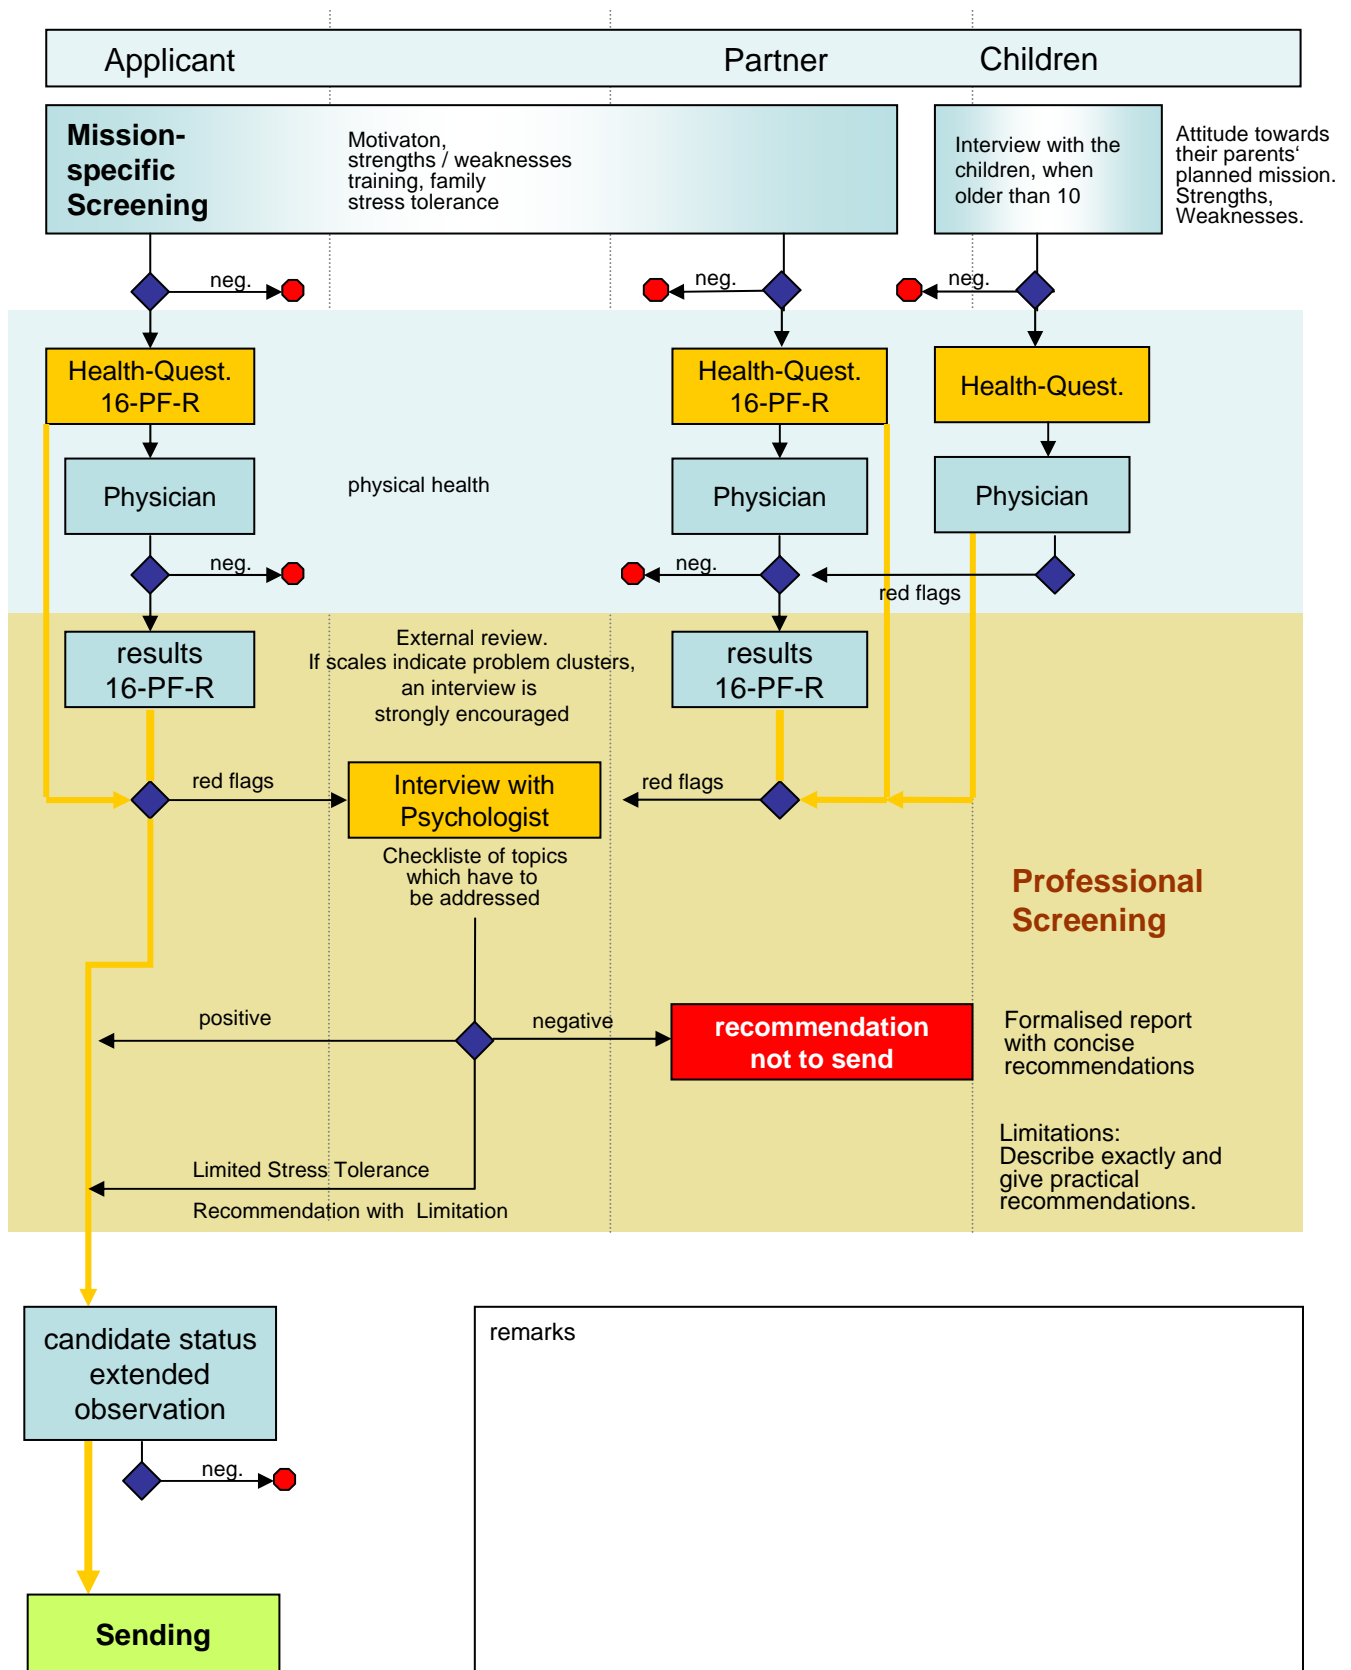 Applicant
Partner
Children
Mission-
specific
Screening
Motivaton,
strengths / weaknesses
training, family
stress tolerance
Interview with the
children, when
older than 10
Attitude towards
their parents‘
planned mission.
Strengths,
Weaknesses.
neg.
neg.
neg.
Health-Quest.
16-PF-R
Health-Quest.
16-PF-R
Health-Quest.
Physician
physical health
Physician
Physician
neg.
neg.
red flags
results
16-PF-R
External review.
If scales indicate problem clusters,
an interview is
strongly encouraged
results
16-PF-R
red flags
Interview with
Psychologist
red flags
Checkliste of topics
which have to
be addressed
Professional
Screening
positive
negative
recommendation
not to send
Formalised report
with concise
recommendations
Limitations:
Describe exactly and
give practical
recommendations.
Limited Stress Tolerance
Recommendation with Limitation
candidate status
extended
observation
remarks
neg.
Sending